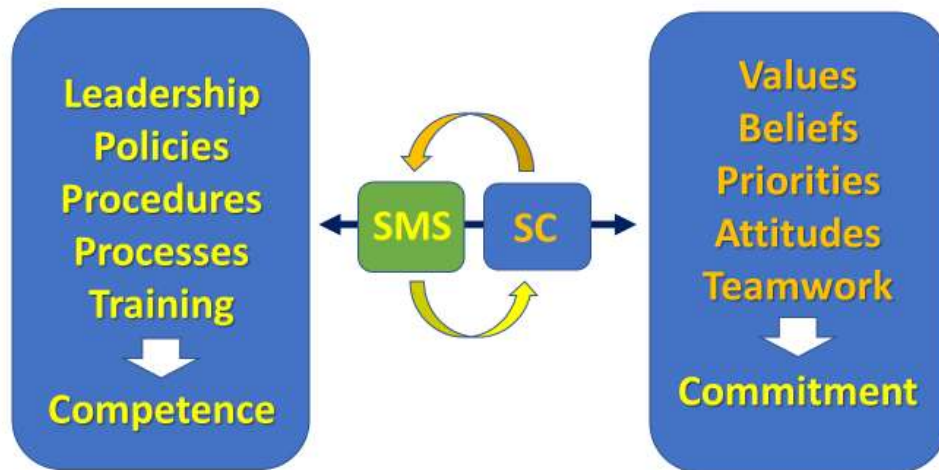 Leadership
Policies
Procedures
Processes
Training
Competence
SMS
SC
Values
Beliefs
Priorities
Attitudes
Teamwork
Commitment